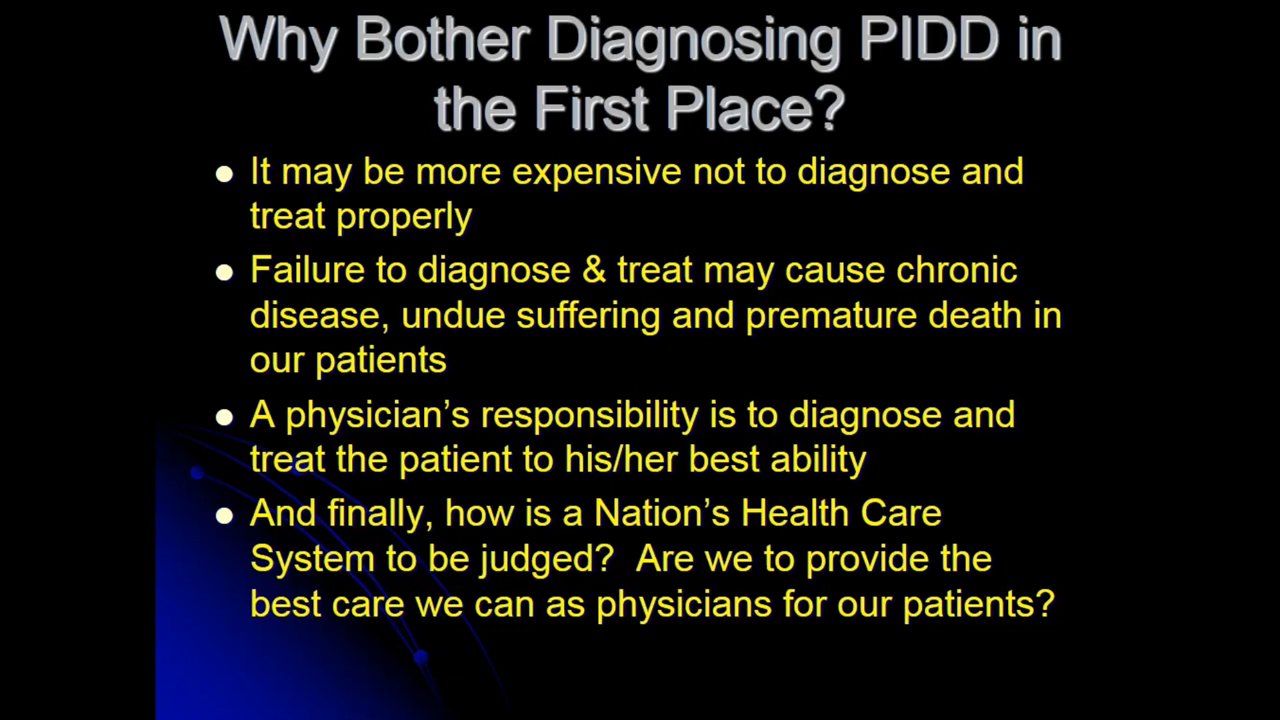 Why Bother Diagnosing PIDD in
the First Place?
It may be more expensive not to diagnose and
treat properly
Failure to diagnose & treat may cause chronic
disease, undue suffering and premature death in
our patients
A physician’s responsibility is to diagnose and
treat the patient to his/her best ability
And finally, how is a Nation’s Health Care
System to be judged?  Are we to provide the
best care we can as physicians for our patients?